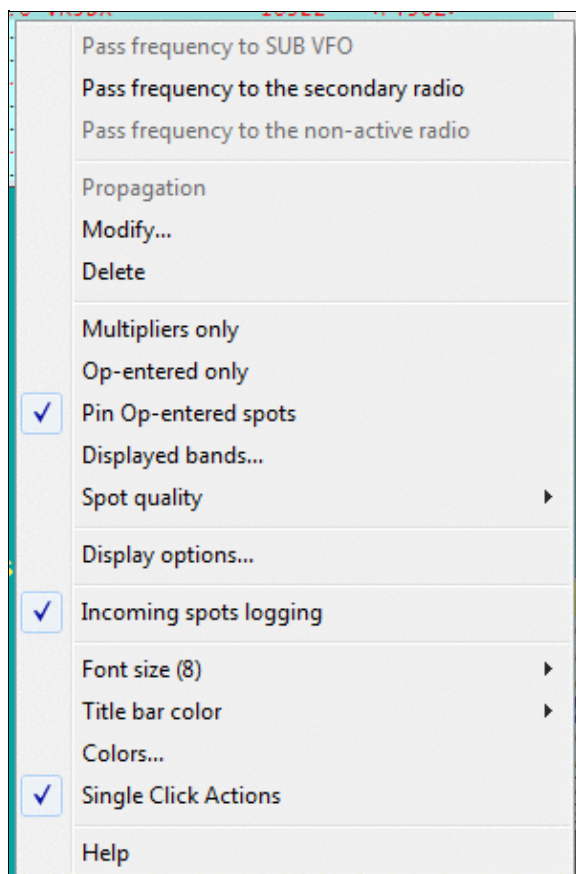 Pass frequency to SUB VFO
Pass frequency to the secondary radio
Pass frequency to the non-active radio
Propagation
Modify...
Delete
Multipliers only
Op-entered only
Pin Op-entered spots
Displayed bands...
Spot quality
Display options...
Incoming spots logging
Font size (8)
Title bar color
Colors...
Single Click Actions
Help